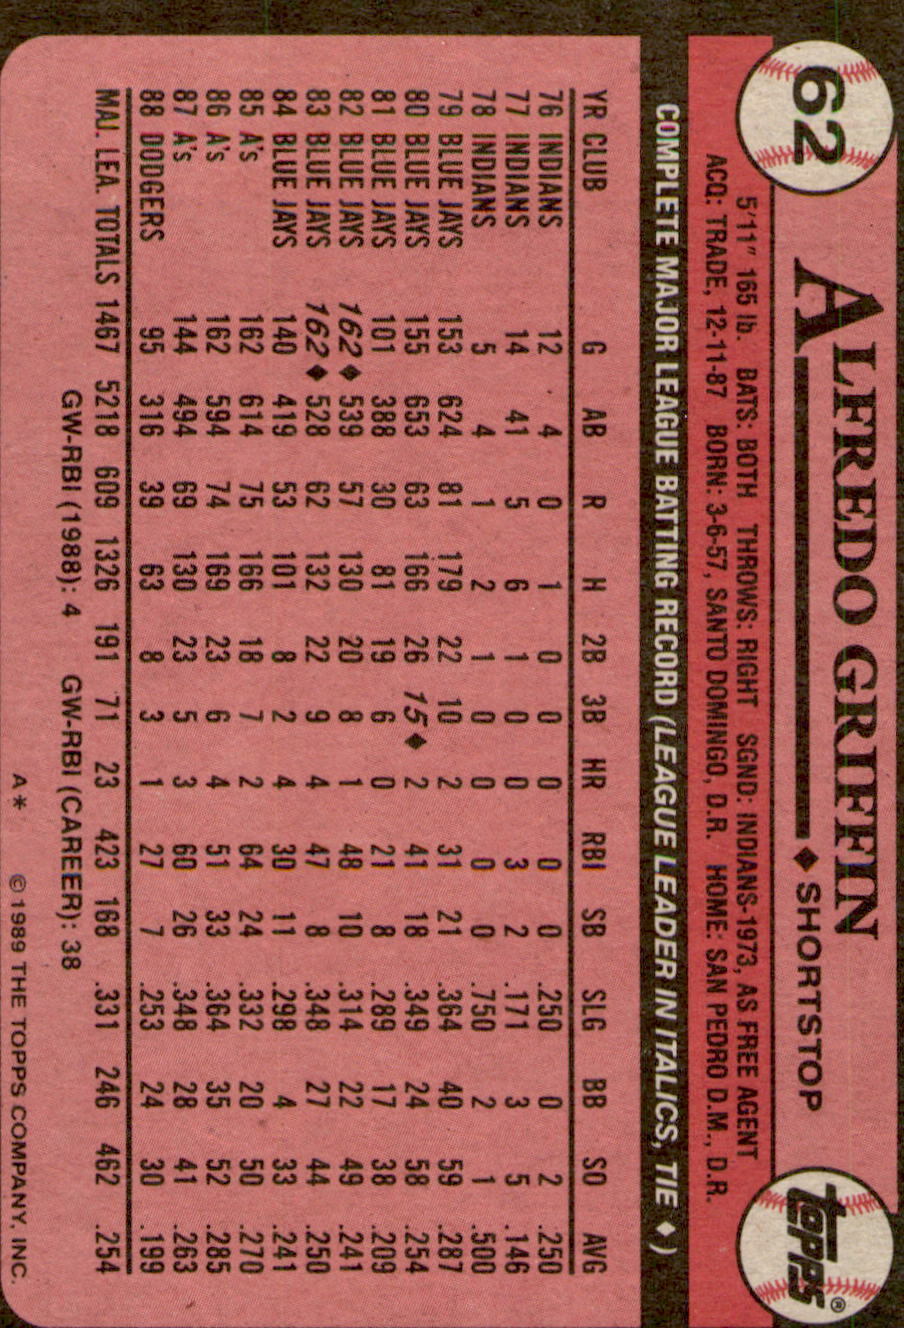 62
ALFREDO GRIFFIN
◆ SHORTSTOP
topps®
5'11" 165 lb. BATS: BOTH THROWS: RIGHT SGND: INDIANS-1973, AS FREE AGENT
ACQ: TRADE, 12-11-87 BORN: 3-6-57, SANTO DOMINGO, D.R. HOME: SAN PEDRO D.M., D.R.
COMPLETE MAJOR LEAGUE BATTING RECORD (LEAGUE LEADER IN ITALICS, TIE ◆)
YR CLUB G AB R H 2B 3B HR RBI SB SLG BB SO AVG
76 INDIANS 12 4 0 1 0 0 0 0 0 .250 0 2 .250
77 INDIANS 14 41 5 6 1 0 0 3 2 .171 3 5 .146
78 INDIANS 5 4 1 2 1 0 0 0 0 .750 2 1 .500
79 BLUE JAYS 153 624 81 179 22 10 2 31 21 .364 40 59 .287
80 BLUE JAYS 155 653 63 166 26 15◆ 2 41 18 .349 24 58 .254
81 BLUE JAYS 101 388 30 81 19 6 0 21 8 .289 17 38 .209
82 BLUE JAYS 162◆ 539 57 130 20 8 1 48 10 .314 22 49 .241
83 BLUE JAYS 162◆ 528 62 132 22 9 4 47 8 .348 27 44 .250
84 BLUE JAYS 140 419 53 101 8 2 4 30 11 .298 4 33 .241
85 A's 162 614 75 166 18 7 2 64 24 .332 20 50 .270
86 A's 162 594 74 169 23 6 4 51 33 .364 35 52 .285
87 A's 144 494 69 130 23 5 3 60 26 .348 28 41 .263
88 DODGERS 95 316 39 63 8 3 1 27 7 .253 24 30 .199
MAJ. LEA. TOTALS 1467 5218 609 1326 191 71 23 423 168 .331 246 462 .254
GW-RBI (1988): 4 GW-RBI (CAREER): 38
A* © 1989 THE TOPPS COMPANY, INC.